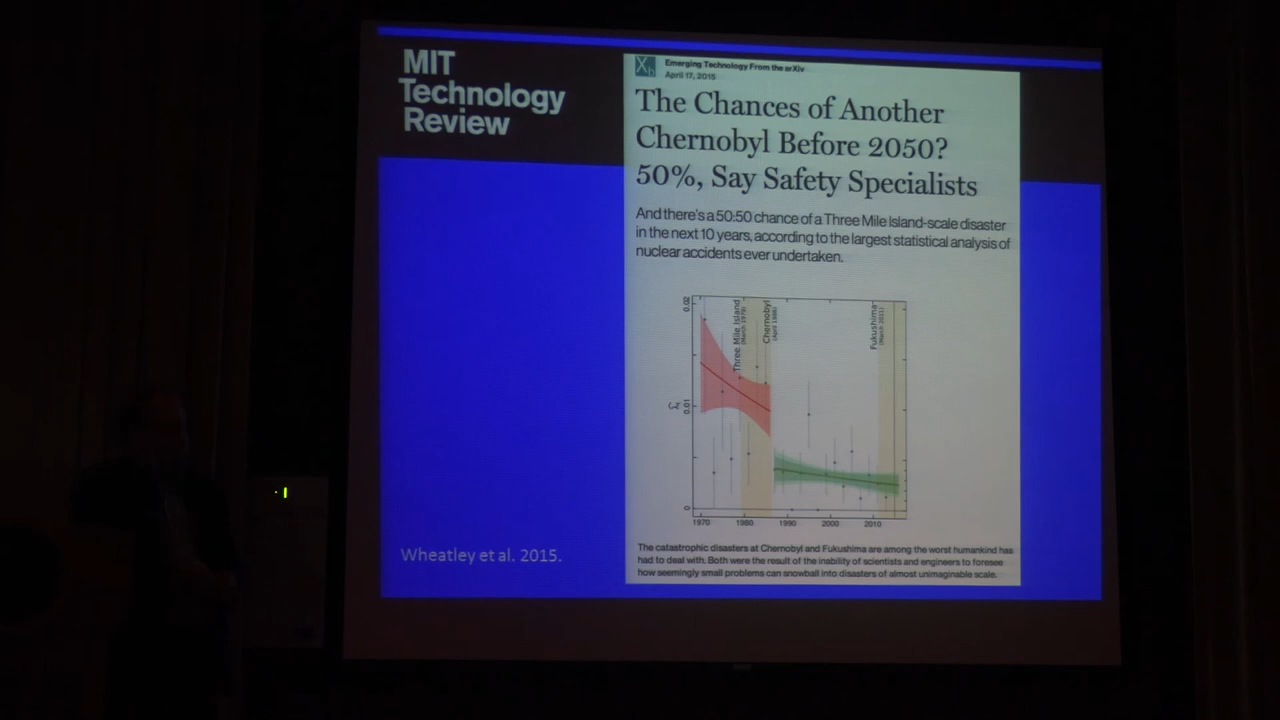 MIT
Technology
Review
Emerging Technology From the arXiv
April 17, 2015
The Chances of Another
Chernobyl Before 2050?
50%, Say Safety Specialists
And there's a 50:50 chance of a Three Mile Island-scale disaster
in the next 10 years, according to the largest statistical analysis of
nuclear accidents ever undertaken.
0.02
0.01
0
Three Mile Island
(March 1979)
Chernobyl
(April 1986)
Fukushima
(March 2011)
1970 1980 1990 2000 2010
The catastrophic disasters at Chernobyl and Fukushima are among the worst humankind has
had to deal with. Both were the result of the inability of scientists and engineers to foresee
how seemingly small problems can snowball into disasters of almost unimaginable scale.
Wheatley et al. 2015.